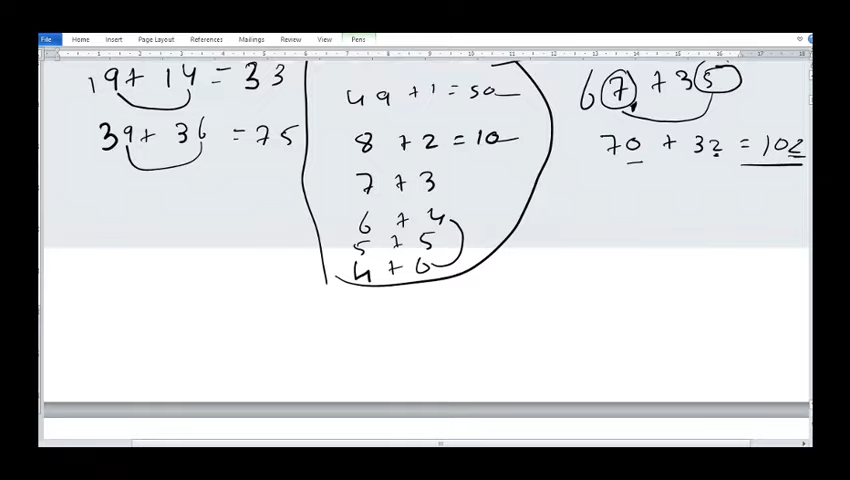 File Home Insert Page Layout References Mailings Review View Pens
19+ 14 = 33
39+ 36 = 75
49 +1 = 50
8 +2 = 10
7 + 3
6 + 4
5 + 5
4 + 6
67 + 35
70 + 32 = 102